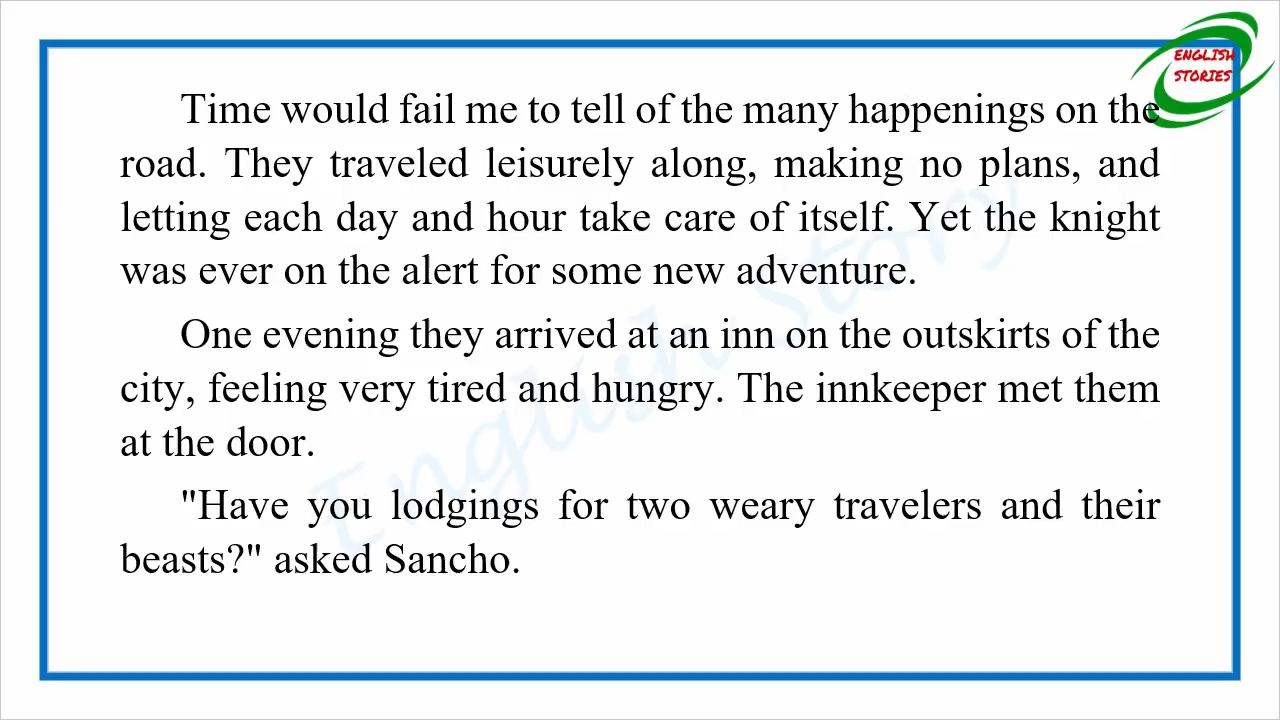 ENGLISH
STORIES
Time would fail me to tell of the many happenings on the
road. They traveled leisurely along, making no plans, and
letting each day and hour take care of itself. Yet the knight
was ever on the alert for some new adventure.
One evening they arrived at an inn on the outskirts of the
city, feeling very tired and hungry. The innkeeper met them
at the door.
"Have you lodgings for two weary travelers and their
beasts?" asked Sancho.
English Story